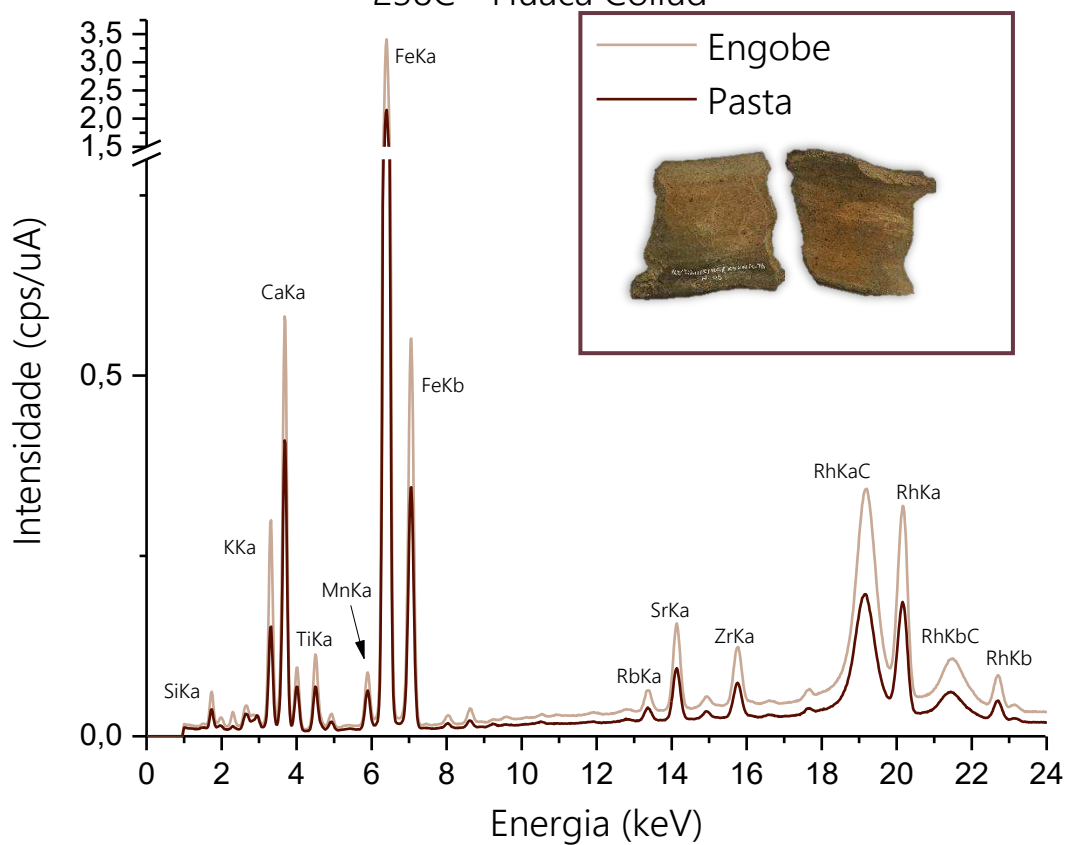 Engobe
Pasta
3,5
3,0
2,5
2,0
1,5
0,5
0,0
Intensidade (cps/uA)
FeKa
CaKa
FeKb
KKa
MnKa
TiKa
SiKa
SrKa
RbKa
ZrKa
RhKaC
RhKa
RhKbC
RhKb
0 2 4 6 8 10 12 14 16 18 20 22 24
Energia (keV)